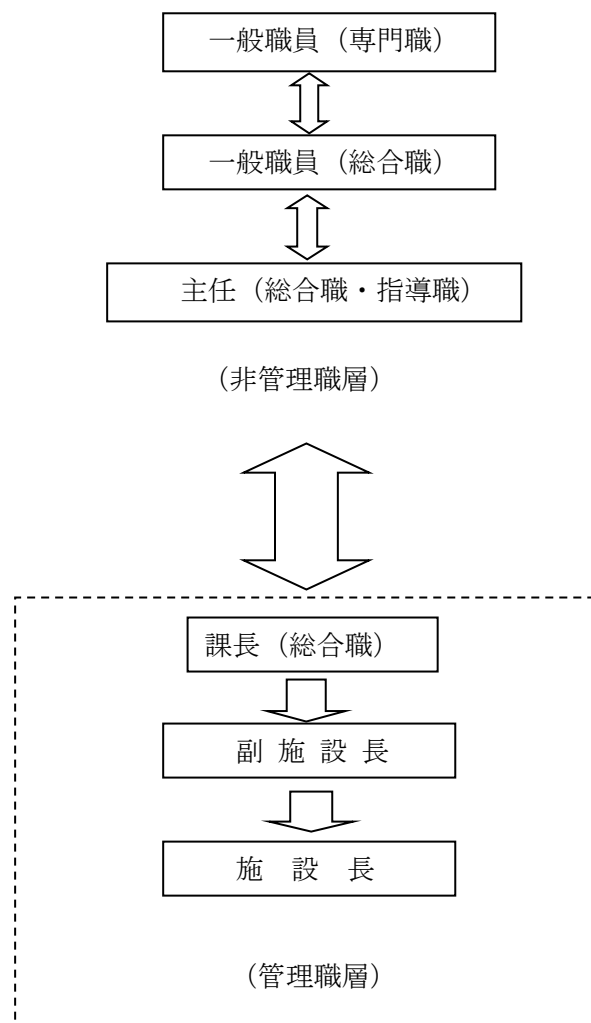 一般職員（専門職）
一般職員（総合職）
主任（総合職・指導職）
（非管理職層）
課長（総合職）
副 施 設 長
施　設　長
（管理職層）